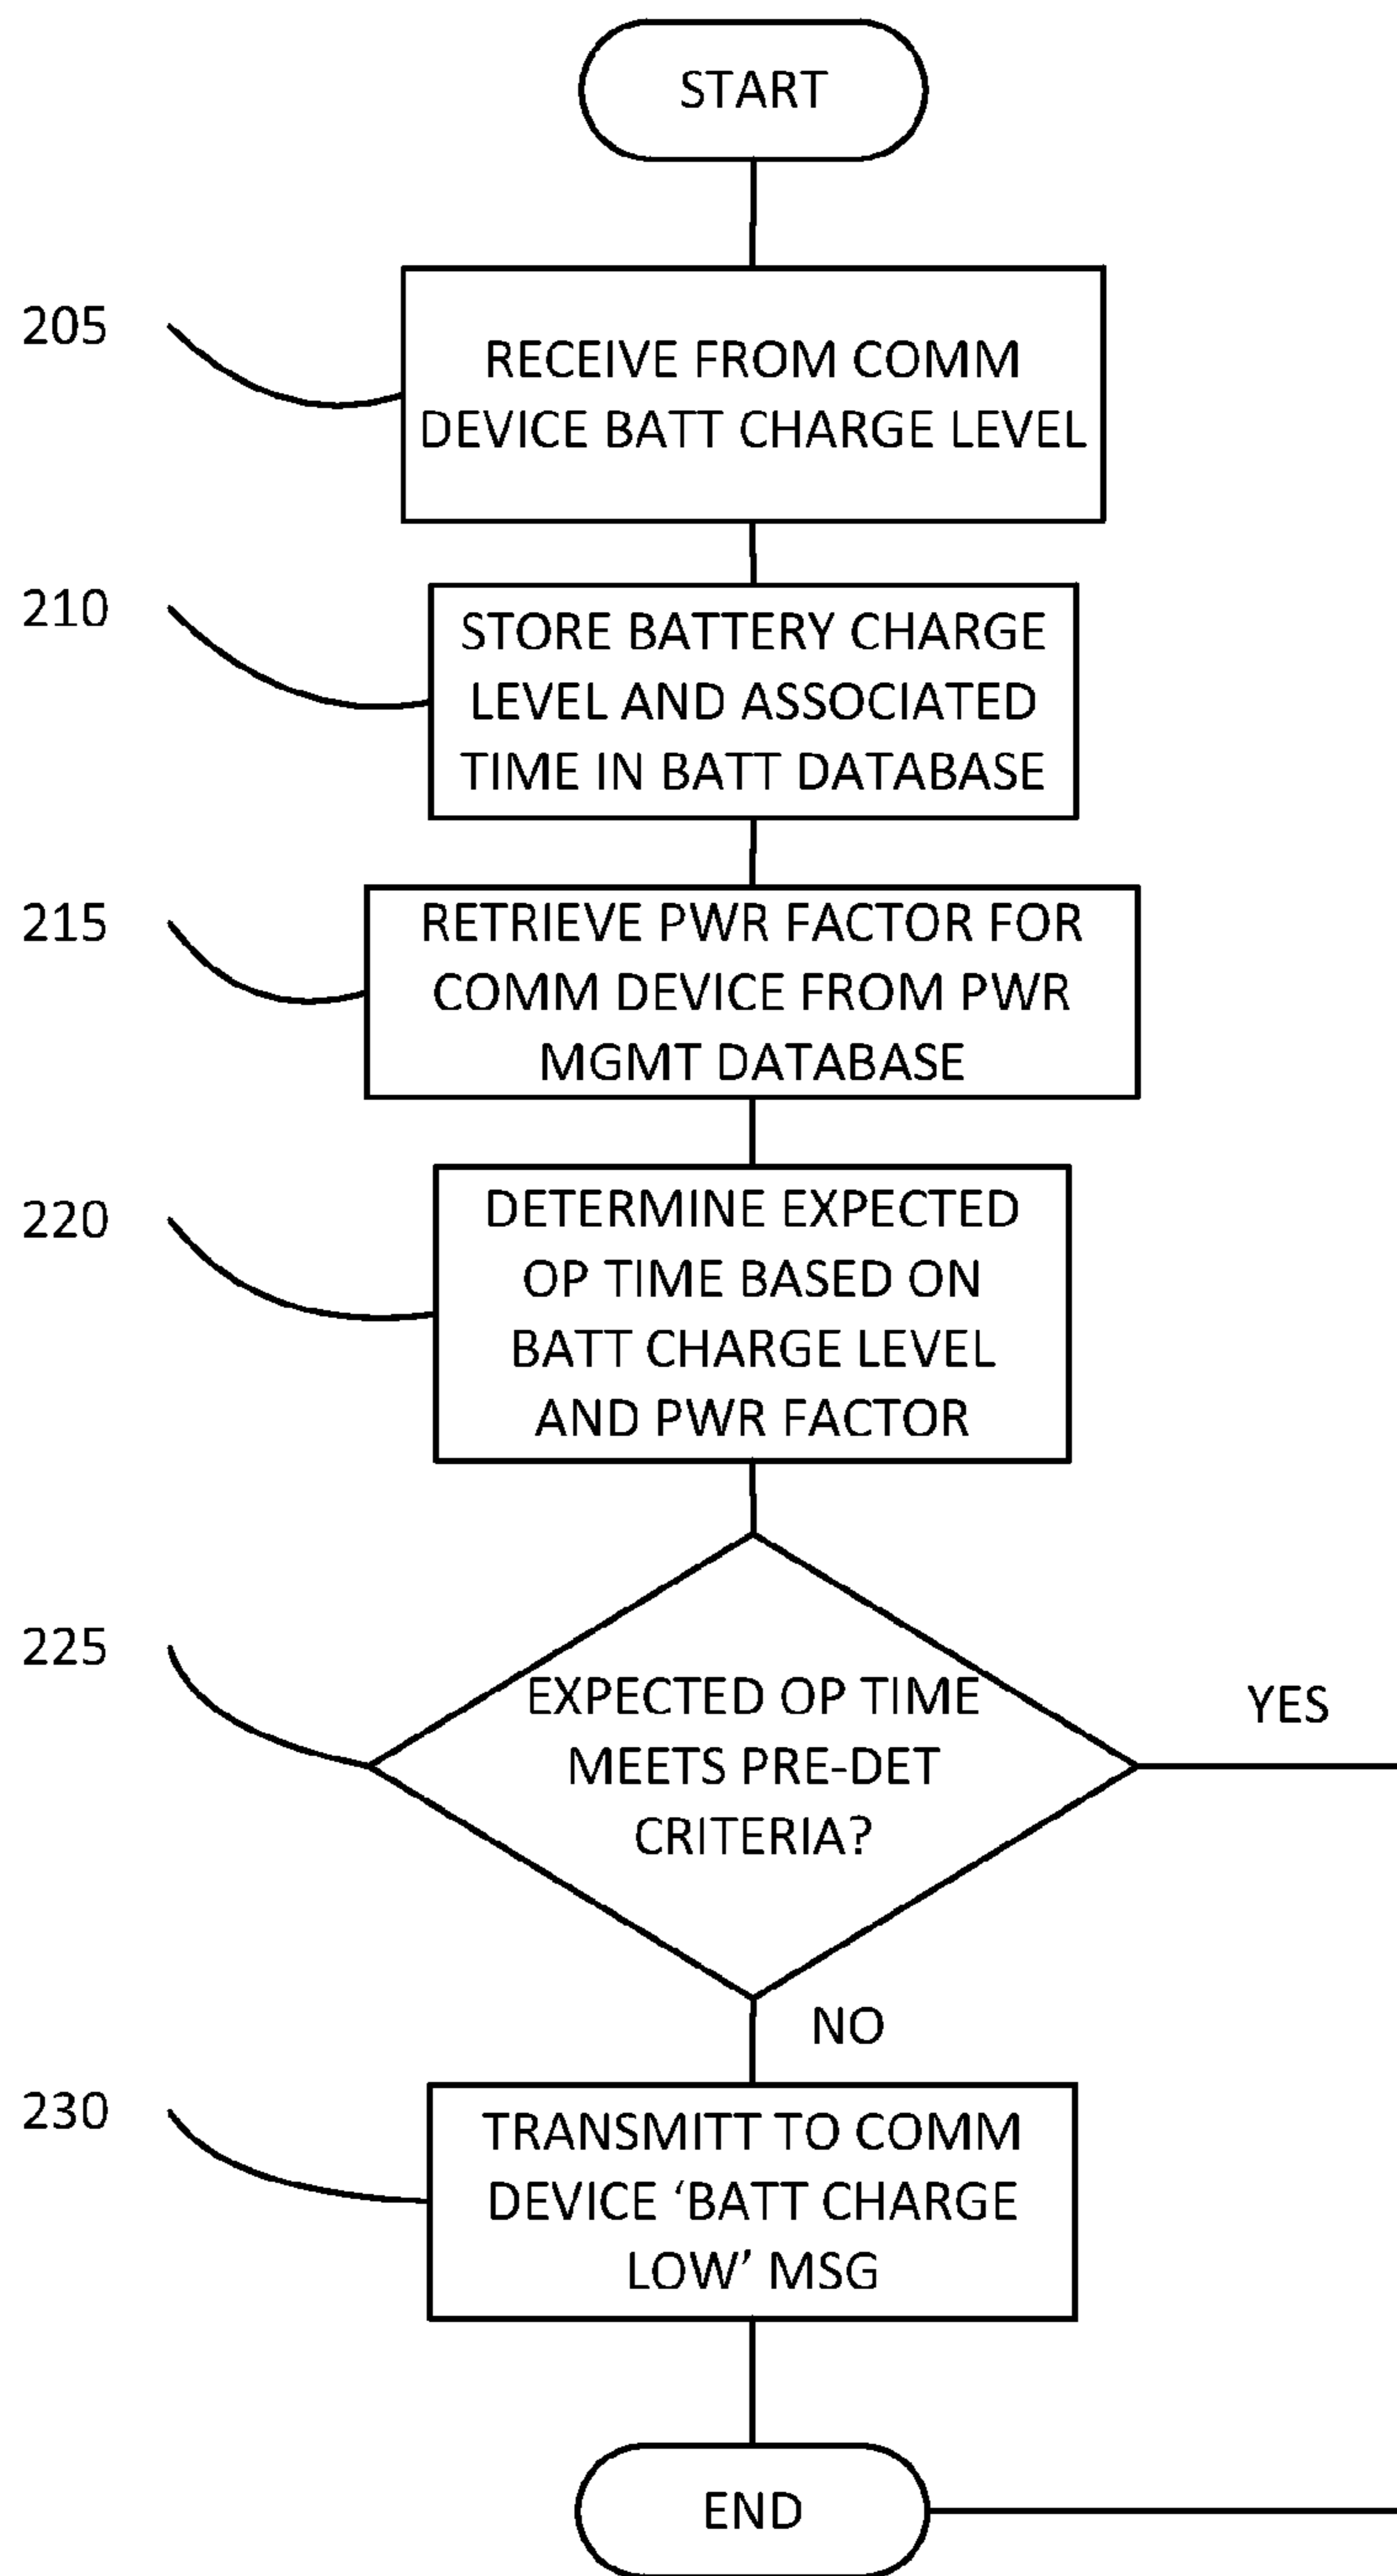 START
205
RECEIVE FROM COMM
DEVICE BATT CHARGE LEVEL
210
STORE BATTERY CHARGE
LEVEL AND ASSOCIATED
TIME IN BATT DATABASE
215
RETRIEVE PWR FACTOR FOR
COMM DEVICE FROM PWR
MGMT DATABASE
220
DETERMINE EXPECTED
OP TIME BASED ON
BATT CHARGE LEVEL
AND PWR FACTOR
225
EXPECTED OP TIME
MEETS PRE-DET
CRITERIA?
YES
NO
230
TRANSMITT TO COMM
DEVICE ‘BATT CHARGE
LOW’ MSG
END